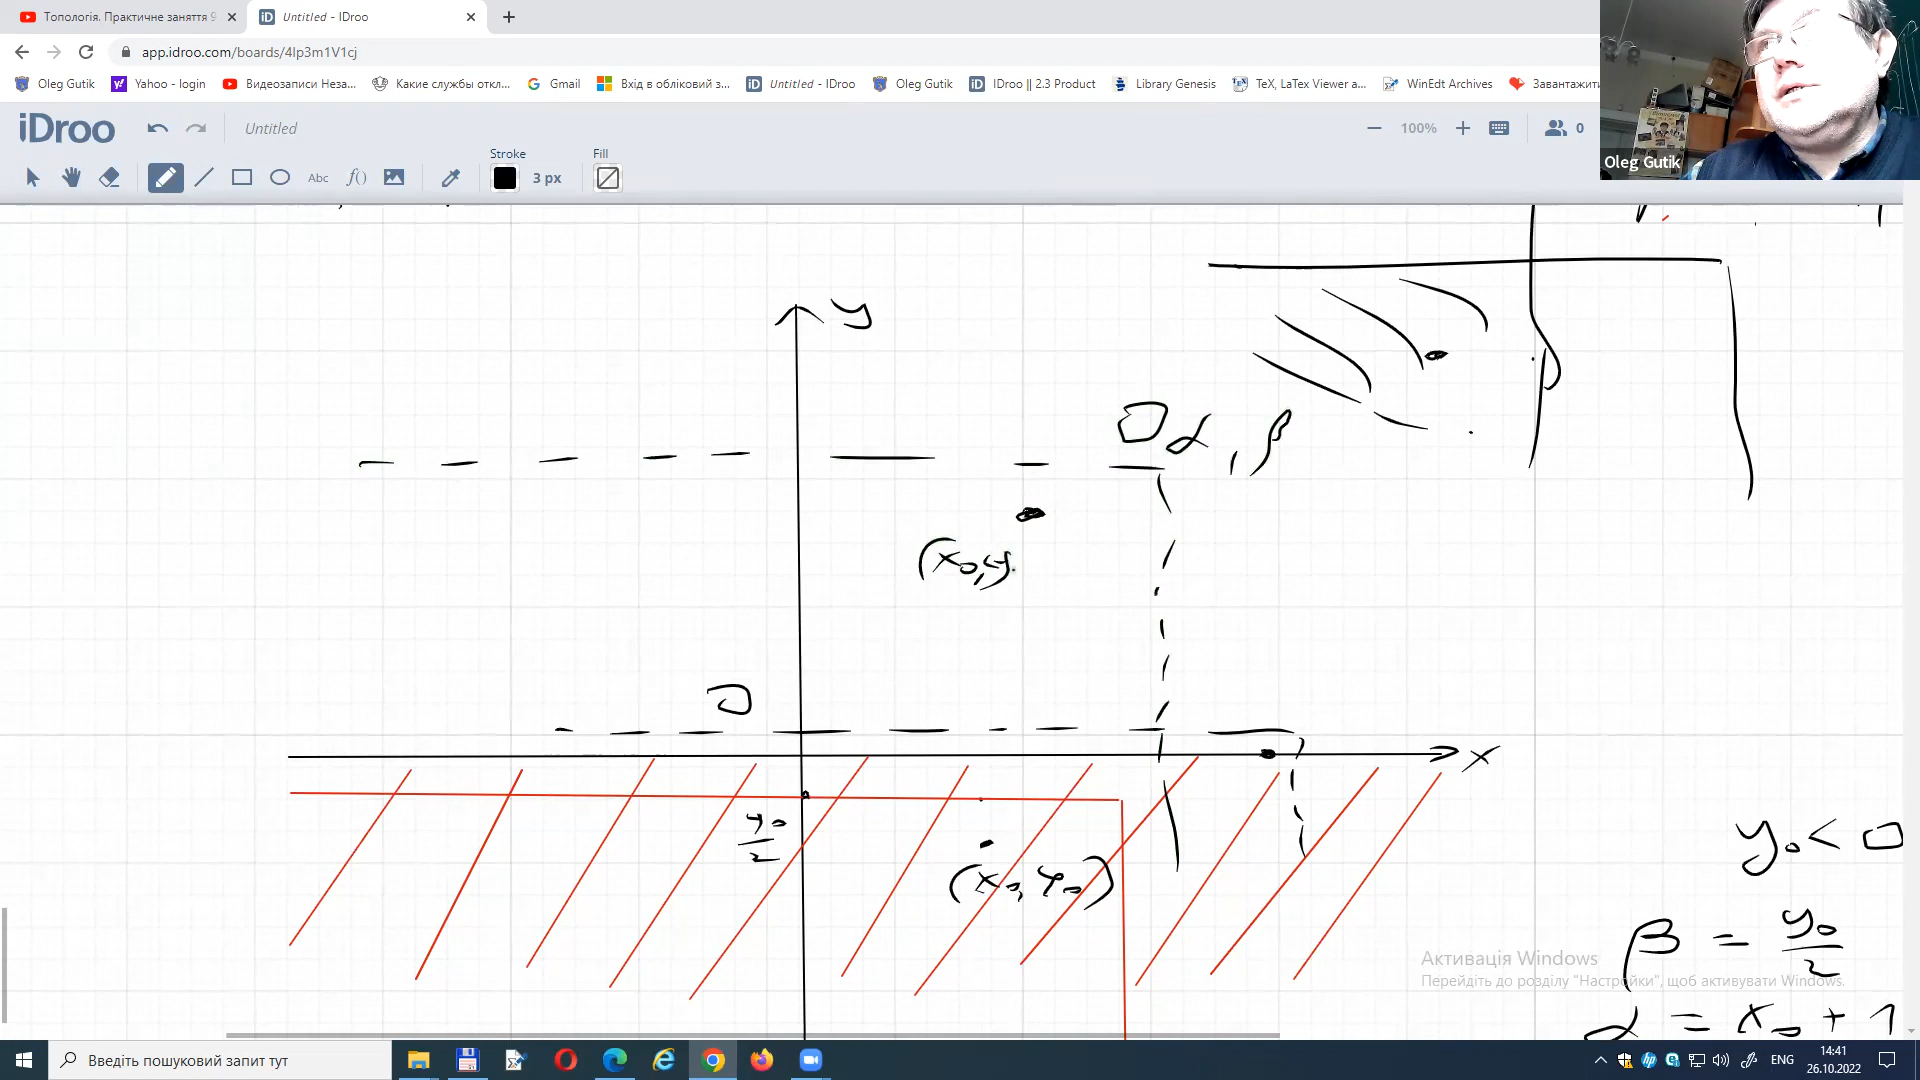 Топологія. Практичне заняття 9
Untitled - IDroo
app.idroo.com/boards/4lp3m1V1cj
Oleg Gutik
Yahoo - login
Видеозаписи Неза...
Какие службы откл...
Gmail
Вхід в обліковий з...
Untitled - IDroo
Oleg Gutik
IDroo || 2.3 Product
Library Genesis
TeX, LaTex Viewer a...
WinEdt Archives
Завантажити
iDroo
Untitled
100%
0
Oleg Gutik
Stroke
Fill
Abc
f()
3 px
y
O α, β
(x₀, y
O
x
y₀/2
(x₀, y₀)
y₀ < 0
β = y₀/2
α = x₀ + 1
Активація Windows
Перейдіть до розділу "Настройки", щоб активувати Windows.
Введіть пошуковий запит тут
ENG
14:41
26.10.2022